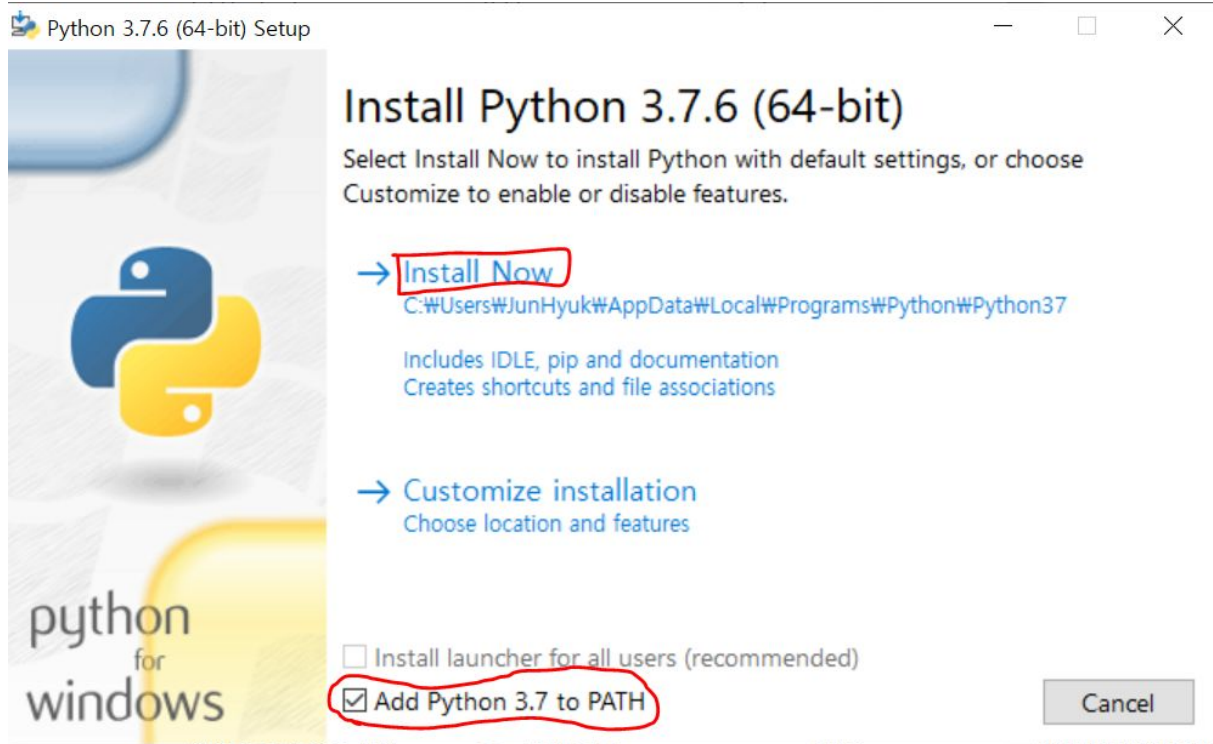 Python 3.7.6 (64-bit) Setup
Install Python 3.7.6 (64-bit)
Select Install Now to install Python with default settings, or choose
Customize to enable or disable features.
→ Install Now
C:₩Users₩JunHyuk₩AppData₩Local₩Programs₩Python₩Python37
Includes IDLE, pip and documentation
Creates shortcuts and file associations
→ Customize installation
Choose location and features
python
for
windows
Install launcher for all users (recommended)
Add Python 3.7 to PATH
Cancel